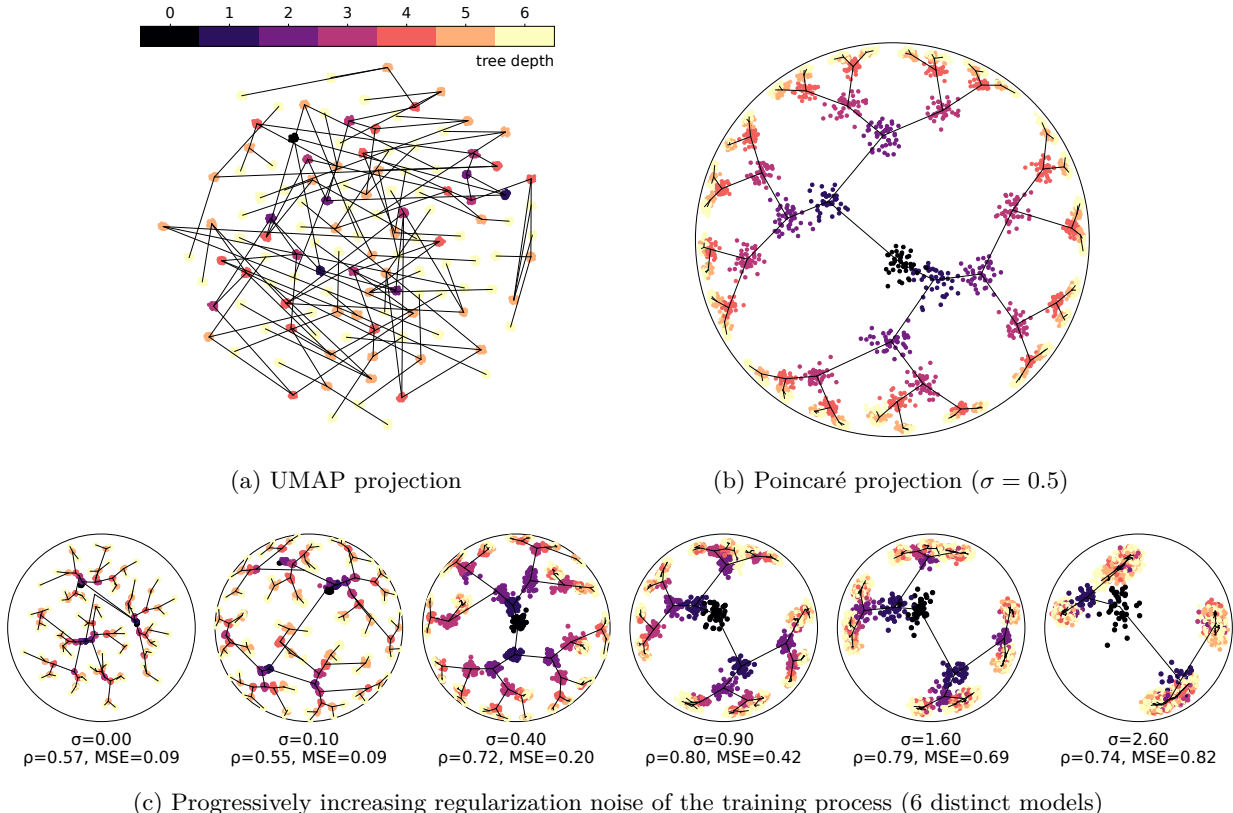 0 1 2 3 4 5 6
tree depth
(a) UMAP projection
(b) Poincaré projection (σ = 0.5)
σ=0.00
ρ=0.57, MSE=0.09
σ=0.10
ρ=0.55, MSE=0.09
σ=0.40
ρ=0.72, MSE=0.20
σ=0.90
ρ=0.80, MSE=0.42
σ=1.60
ρ=0.79, MSE=0.69
σ=2.60
ρ=0.74, MSE=0.82
(c) Progressively increasing regularization noise of the training process (6 distinct models)